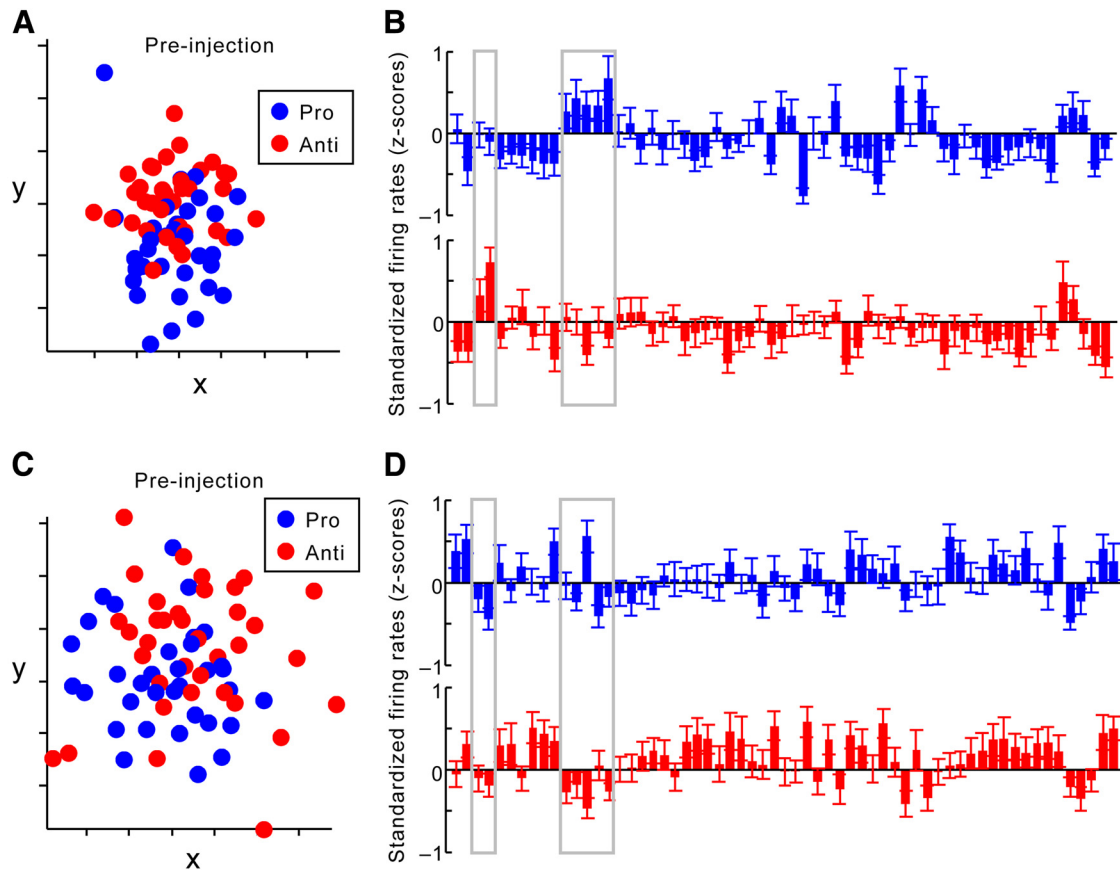 A
Pre-injection
Pro
Anti
y
x
B
Standardized firing rates (z-scores)
1
0
−1
1
0
−1
C
Pre-injection
Pro
Anti
y
x
D
Standardized firing rates (z-scores)
1
0
−1
1
0
−1